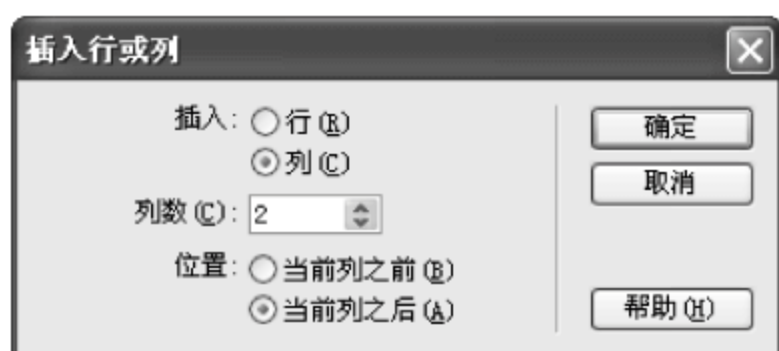 插入行或列
插入: 行(R)
列(C)
列数(C): 2
位置: 当前列之前(B)
当前列之后(A)
确定
取消
帮助(H)